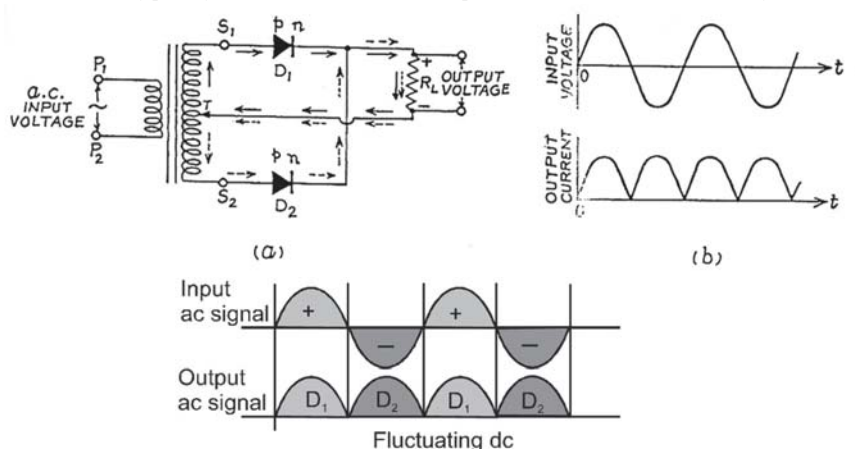 S₁ p n
D₁
P₁
a.c.
INPUT
VOLTAGE
~
P₂
T
+
R_L
−
OUTPUT
VOLTAGE
p n
S₂
D₂
(a)
INPUT
VOLTAGE
0
t
OUTPUT
CURRENT
t
(b)
Input
ac signal
+ − + −
Output
ac signal
D₁ D₂ D₁ D₂
Fluctuating dc